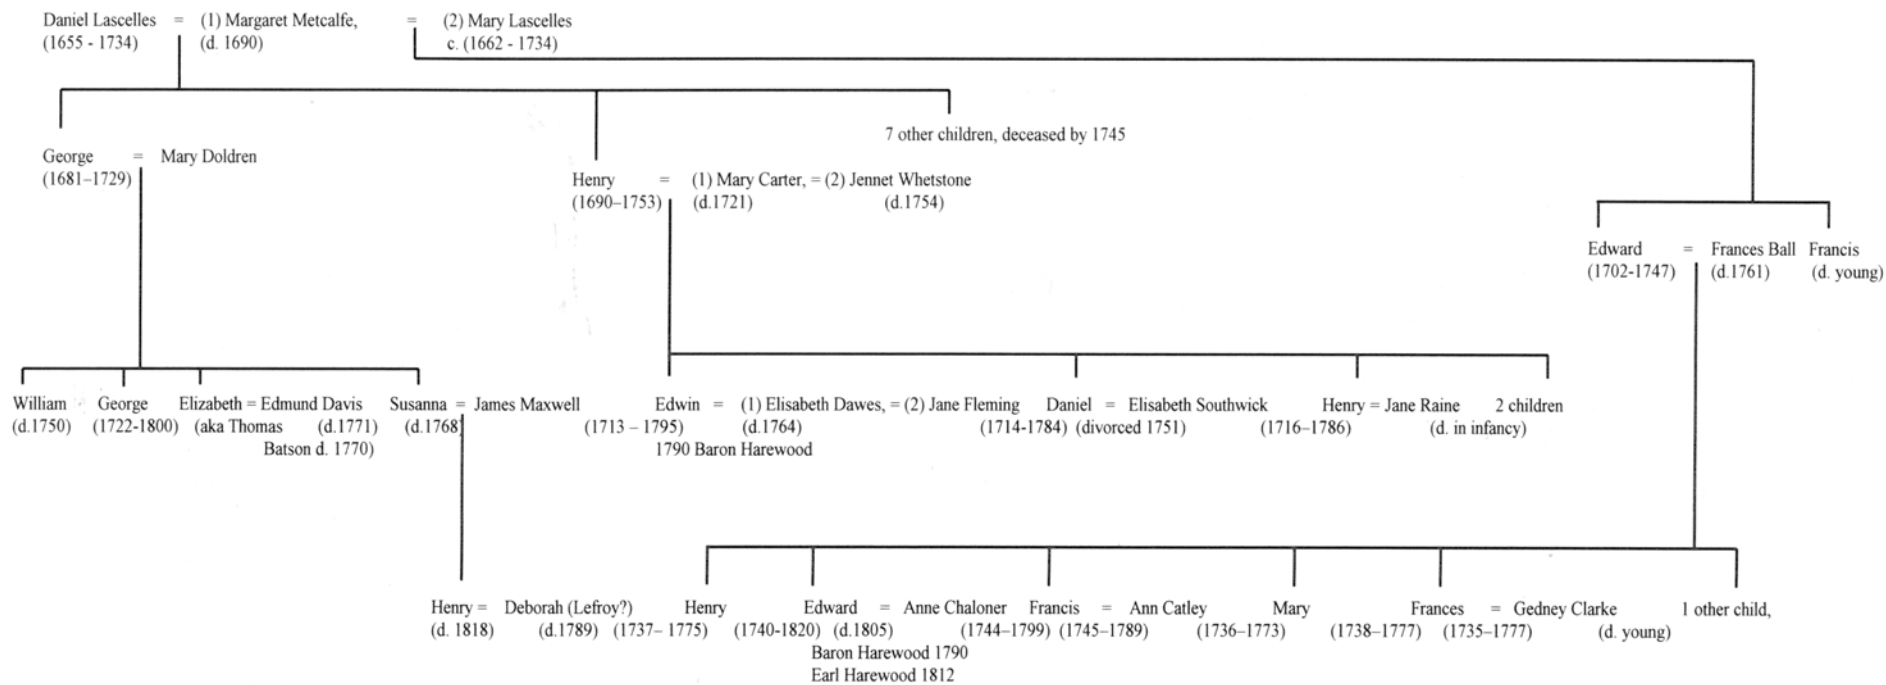 Daniel Lascelles = (1) Margaret Metcalfe, = (2) Mary Lascelles
(1655 - 1734) (d. 1690) c. (1662 - 1734)
7 other children, deceased by 1745
George = Mary Doldren
(1681–1729)
Henry = (1) Mary Carter, = (2) Jennet Whetstone
(1690–1753) (d.1721) (d.1754)
Edward = Frances Ball Francis
(1702-1747) (d.1761) (d. young)
William George Elizabeth = Edmund Davis Susanna = James Maxwell Edwin = (1) Elisabeth Dawes, = (2) Jane Fleming Daniel = Elisabeth Southwick Henry = Jane Raine 2 children
(d.1750) (1722-1800) (aka Thomas (d.1771) (d.1768) (1713 – 1795) (d.1764) (1714-1784) (divorced 1751) (1716–1786) (d. in infancy)
Batson d. 1770) 1790 Baron Harewood
Henry = Deborah (Lefroy?) Henry Edward = Anne Chaloner Francis = Ann Catley Mary Frances = Gedney Clarke 1 other child,
(d. 1818) (d.1789) (1737– 1775) (1740-1820) (d.1805) (1744–1799) (1745–1789) (1736–1773) (1738–1777) (1735–1777) (d. young)
Baron Harewood 1790
Earl Harewood 1812